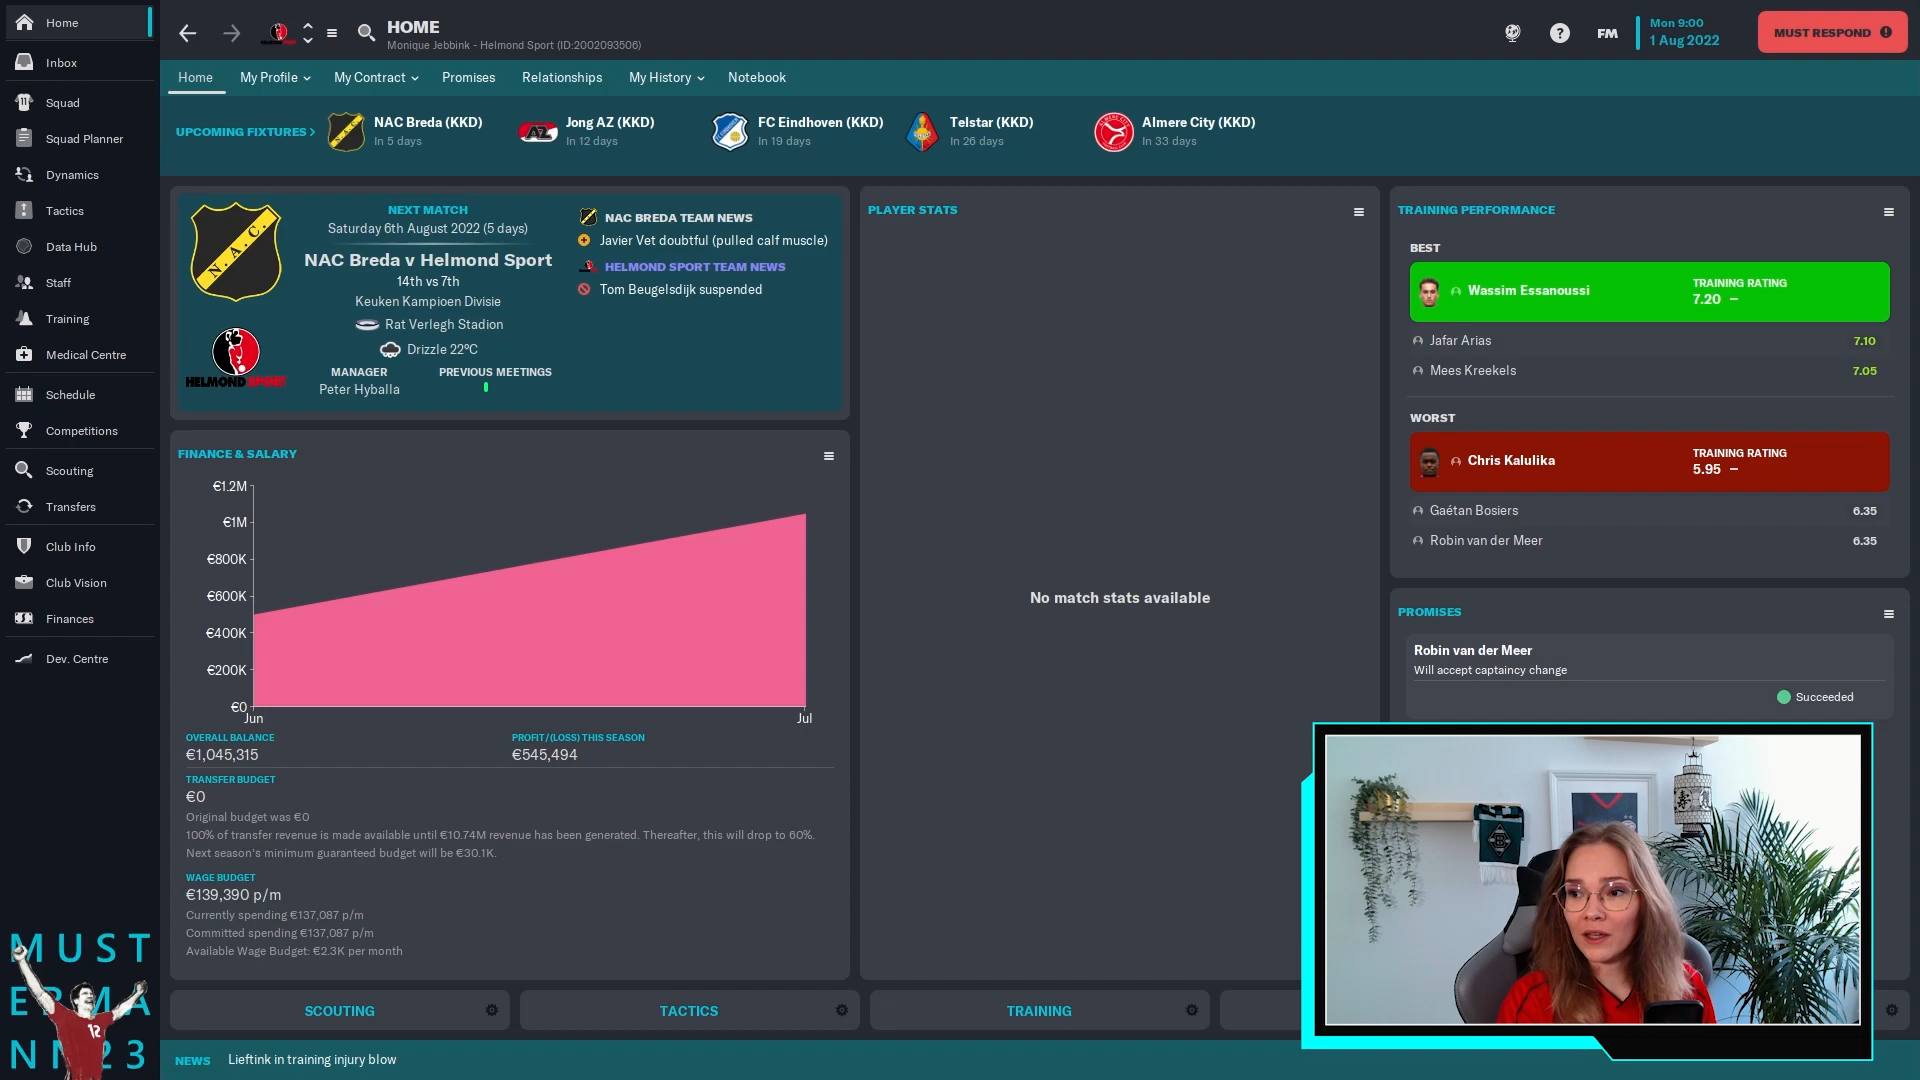 Home
Inbox
Squad
Squad Planner
Dynamics
Tactics
Data Hub
Staff
Training
Medical Centre
Schedule
Competitions
Scouting
Transfers
Club Info
Club Vision
Finances
Dev. Centre
MUST
ERMA
NN23
12
HOME
Monique Jebbink - Helmond Sport (ID:2002093506)
FM
Mon 9:00
1 Aug 2022
MUST RESPOND
Home
My Profile
My Contract
Promises
Relationships
My History
Notebook
UPCOMING FIXTURES >
NAC Breda (KKD)
In 5 days
Jong AZ (KKD)
In 12 days
FC Eindhoven (KKD)
In 19 days
Telstar (KKD)
In 26 days
Almere City (KKD)
In 33 days
N.A.C.
HELMOND SPORT
NEXT MATCH
Saturday 6th August 2022 (5 days)
NAC Breda v Helmond Sport
14th vs 7th
Keuken Kampioen Divisie
Rat Verlegh Stadion
Drizzle 22ºC
MANAGER
Peter Hyballa
PREVIOUS MEETINGS
NAC BREDA TEAM NEWS
Javier Vet doubtful (pulled calf muscle)
HELMOND SPORT TEAM NEWS
Tom Beugelsdijk suspended
FINANCE & SALARY
€1.2M
€1M
€800K
€600K
€400K
€200K
€0
Jun
Jul
OVERALL BALANCE
€1,045,315
PROFIT/(LOSS) THIS SEASON
€545,494
TRANSFER BUDGET
€0
Original budget was €0
100% of transfer revenue is made available until €10.74M revenue has been generated. Thereafter, this will drop to 60%.
Next season's minimum guaranteed budget will be €30.1K.
WAGE BUDGET
€139,390 p/m
Currently spending €137,087 p/m
Committed spending €137,087 p/m
Available Wage Budget: €2.3K per month
PLAYER STATS
No match stats available
TRAINING PERFORMANCE
BEST
Wassim Essanoussi
TRAINING RATING
7.20 –
Jafar Arias
7.10
Mees Kreekels
7.05
WORST
Chris Kalulika
TRAINING RATING
5.95 –
Gaétan Bosiers
6.35
Robin van der Meer
6.35
PROMISES
Robin van der Meer
Will accept captaincy change
Succeeded
SCOUTING
TACTICS
TRAINING
NEWS
Lieftink in training injury blow